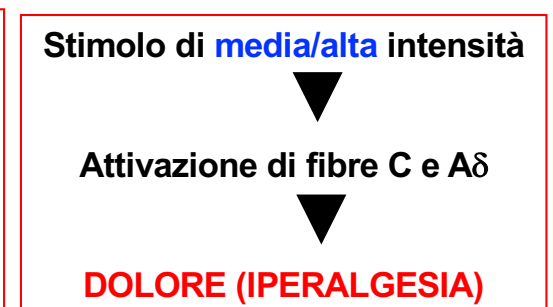 Stimolo di media/alta intensità
Attivazione di fibre C e Aδ
DOLORE (IPERALGESIA)